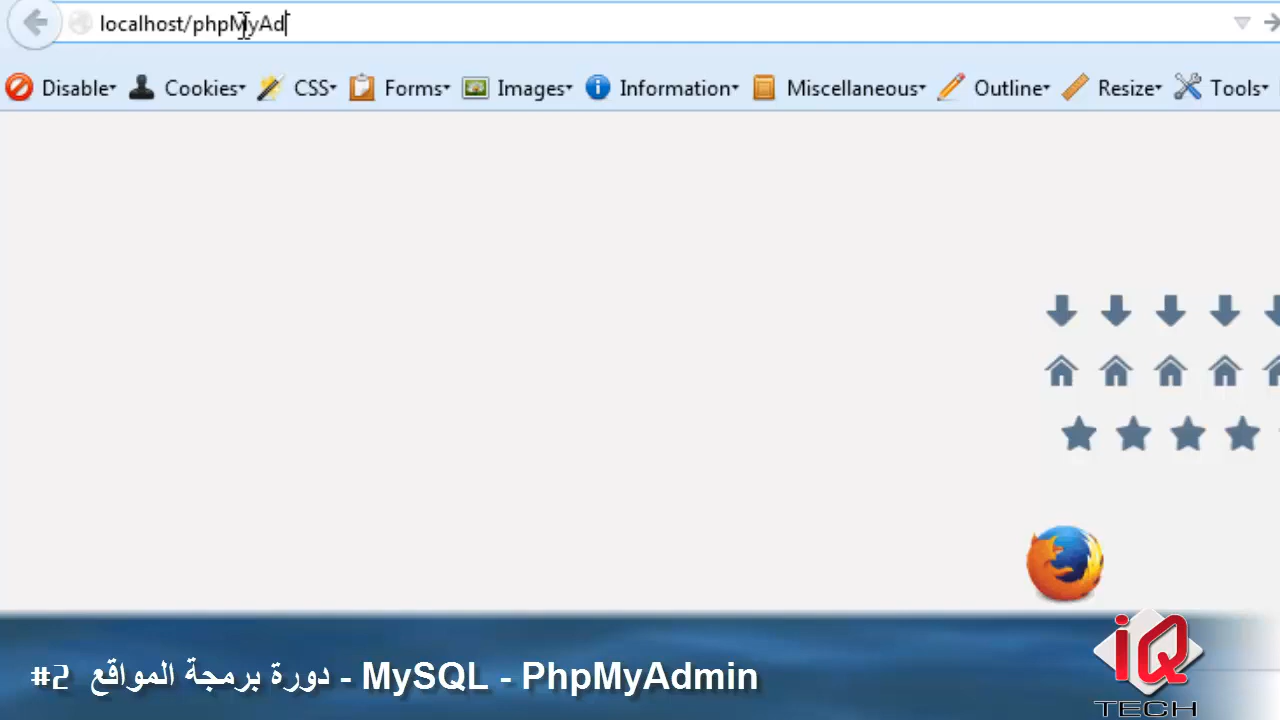 localhost/phpMyAd
Disable Cookies CSS Forms Images Information Miscellaneous Outline Resize Tools
#2 دورة برمجة المواقع - MySQL - PhpMyAdmin
iQ
TECH